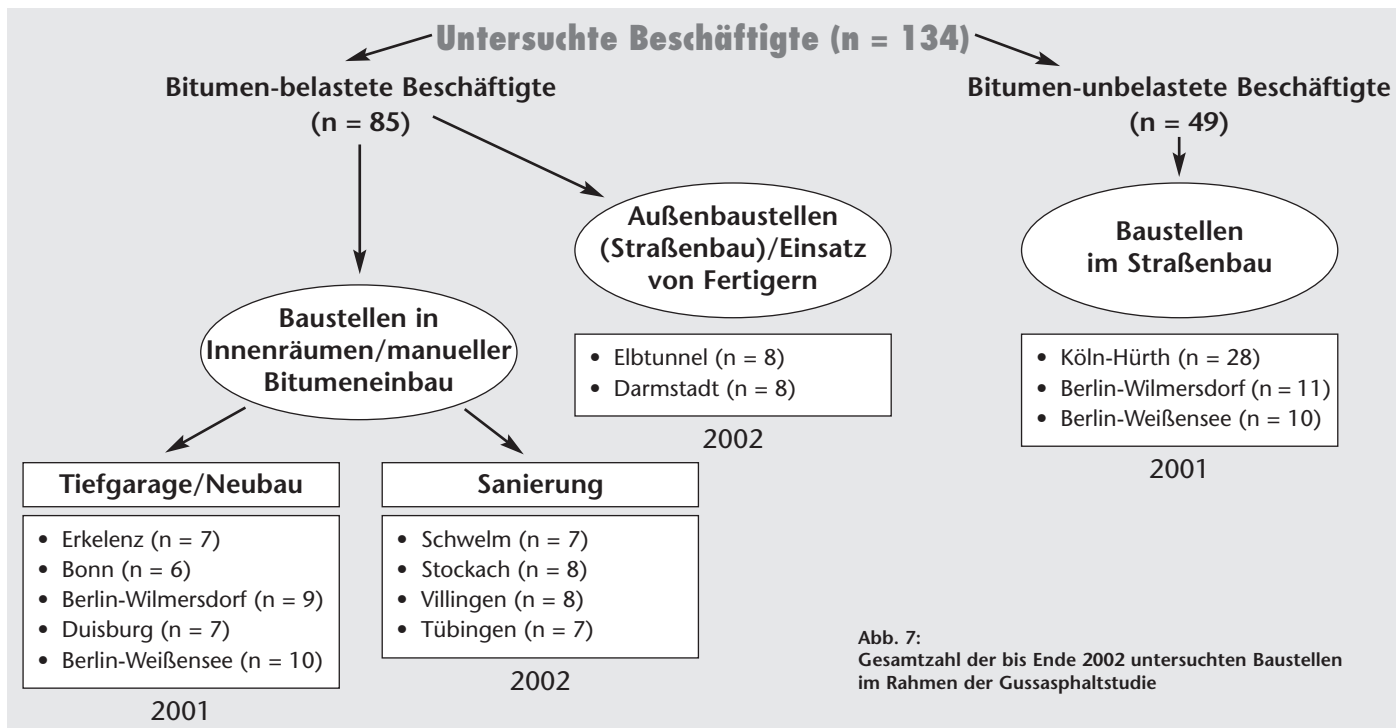 Untersuchte Beschäftigte (n = 134)
Bitumen-belastete Beschäftigte
(n = 85)
Bitumen-unbelastete Beschäftigte
(n = 49)
Außenbaustellen
(Straßenbau)/Einsatz
von Fertigern
Baustellen
im Straßenbau
Baustellen in
Innenräumen/manueller
Bitumeneinbau
• Elbtunnel (n = 8)
• Darmstadt (n = 8)
2002
• Köln-Hürth (n = 28)
• Berlin-Wilmersdorf (n = 11)
• Berlin-Weißensee (n = 10)
2001
Tiefgarage/Neubau
• Erkelenz (n = 7)
• Bonn (n = 6)
• Berlin-Wilmersdorf (n = 9)
• Duisburg (n = 7)
• Berlin-Weißensee (n = 10)
2001
Sanierung
• Schwelm (n = 7)
• Stockach (n = 8)
• Villingen (n = 8)
• Tübingen (n = 7)
2002
Abb. 7:
Gesamtzahl der bis Ende 2002 untersuchten Baustellen
im Rahmen der Gussasphaltstudie